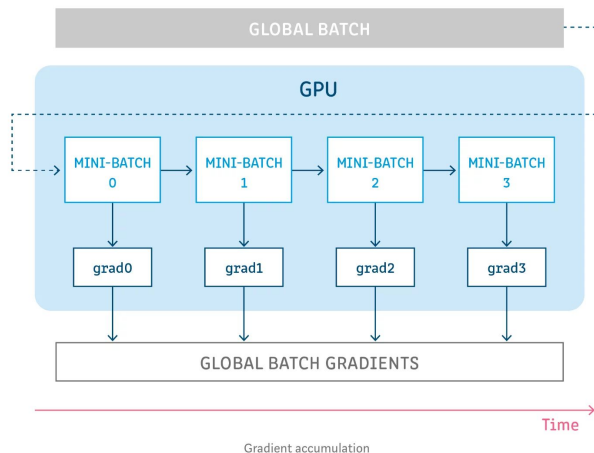 GLOBAL BATCH
GPU
MINI-BATCH
0
MINI-BATCH
1
MINI-BATCH
2
MINI-BATCH
3
grad0
grad1
grad2
grad3
GLOBAL BATCH GRADIENTS
Time
Gradient accumulation